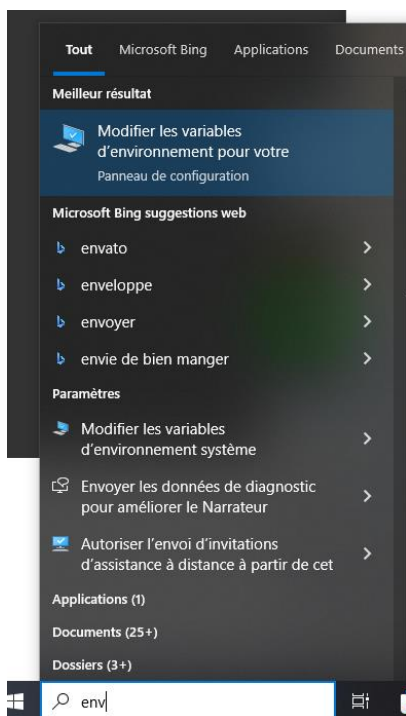 Tout Microsoft Bing Applications Documents
Meilleur résultat
Modifier les variables
d'environnement pour votre
Panneau de configuration
Microsoft Bing suggestions web
envato
enveloppe
envoyer
envie de bien manger
Paramètres
Modifier les variables
d'environnement système
Envoyer les données de diagnostic
pour améliorer le Narrateur
Autoriser l'envoi d'invitations
d'assistance à distance à partir de cet
Applications (1)
Documents (25+)
Dossiers (3+)
env